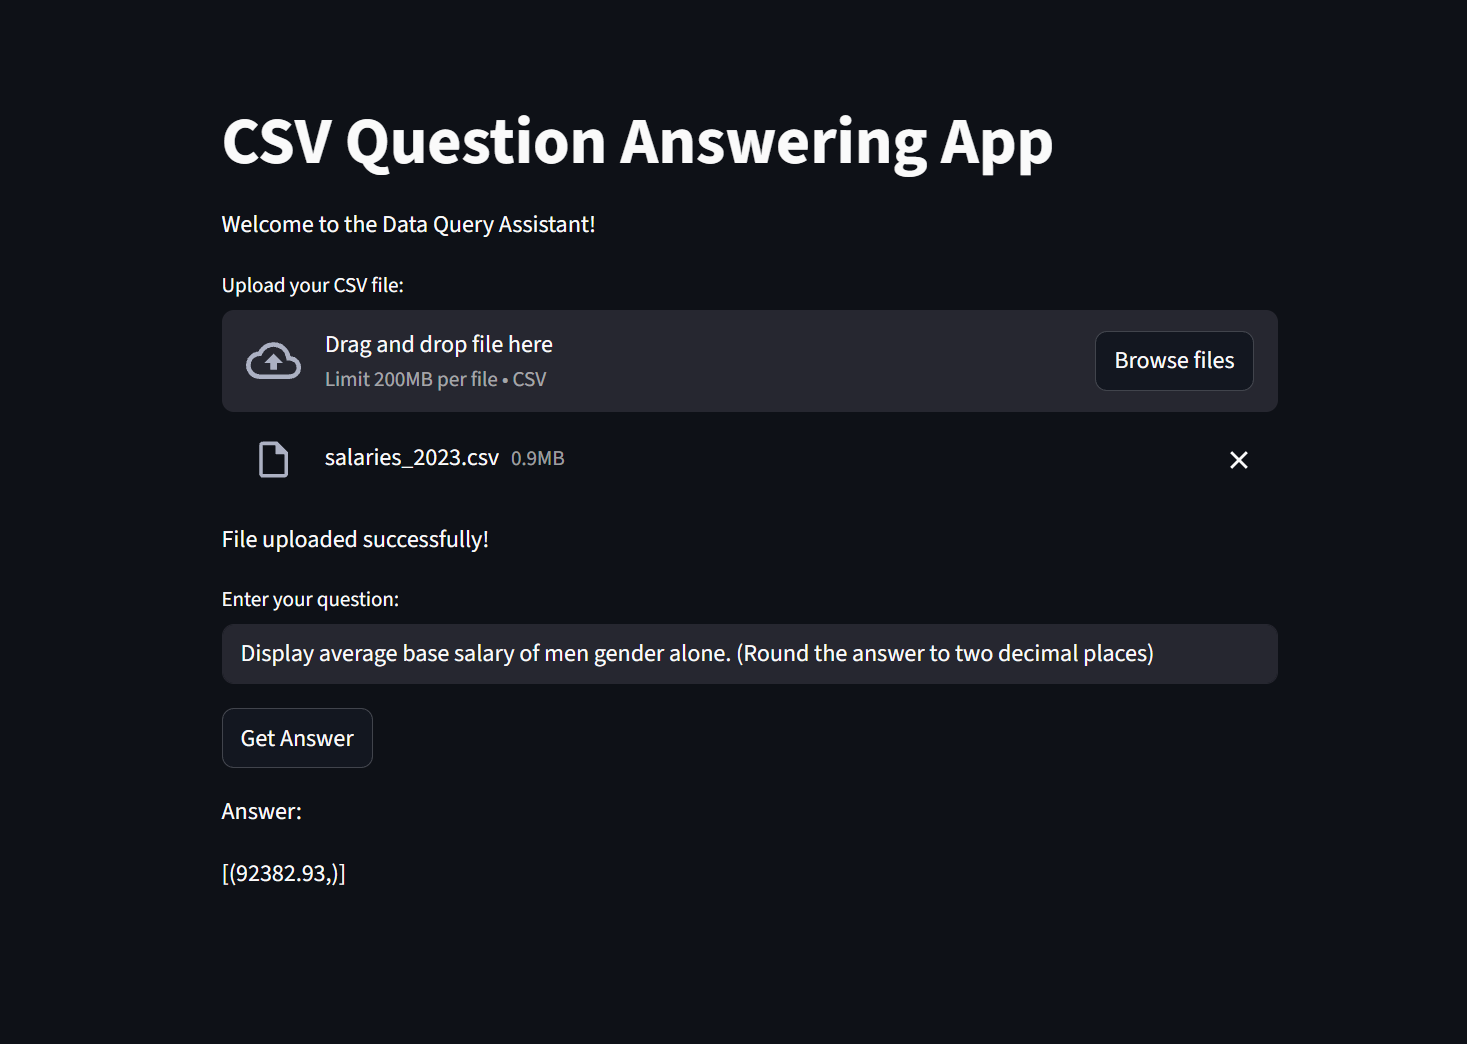 CSV Question Answering App
Welcome to the Data Query Assistant!
Upload your CSV file:
Drag and drop file here
Limit 200MB per file • CSV
Browse files
salaries_2023.csv 0.9MB
File uploaded successfully!
Enter your question:
Display average base salary of men gender alone. (Round the answer to two decimal places)
Get Answer
Answer:
[(92382.93,)]